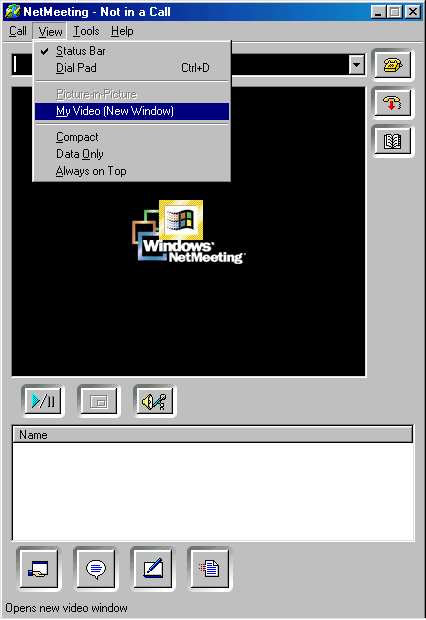 NetMeeting - Not in a Call
Call View Tools Help
Status Bar
Dial Pad Ctrl+D
Picture-in-Picture
My Video (New Window)
Compact
Data Only
Always on Top
Windows
NetMeeting
Name
Opens new video window